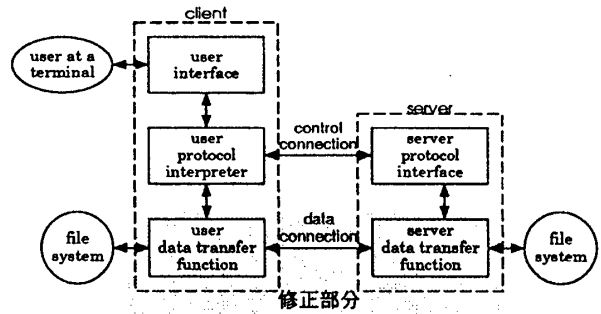 client
user at a
terminal
user
interface
server
control
connection
user
protocol
interpreter
server
protocol
interface
data
connection
file
system
user
data transfer
function
server
data transfer
function
file
system
修正部分